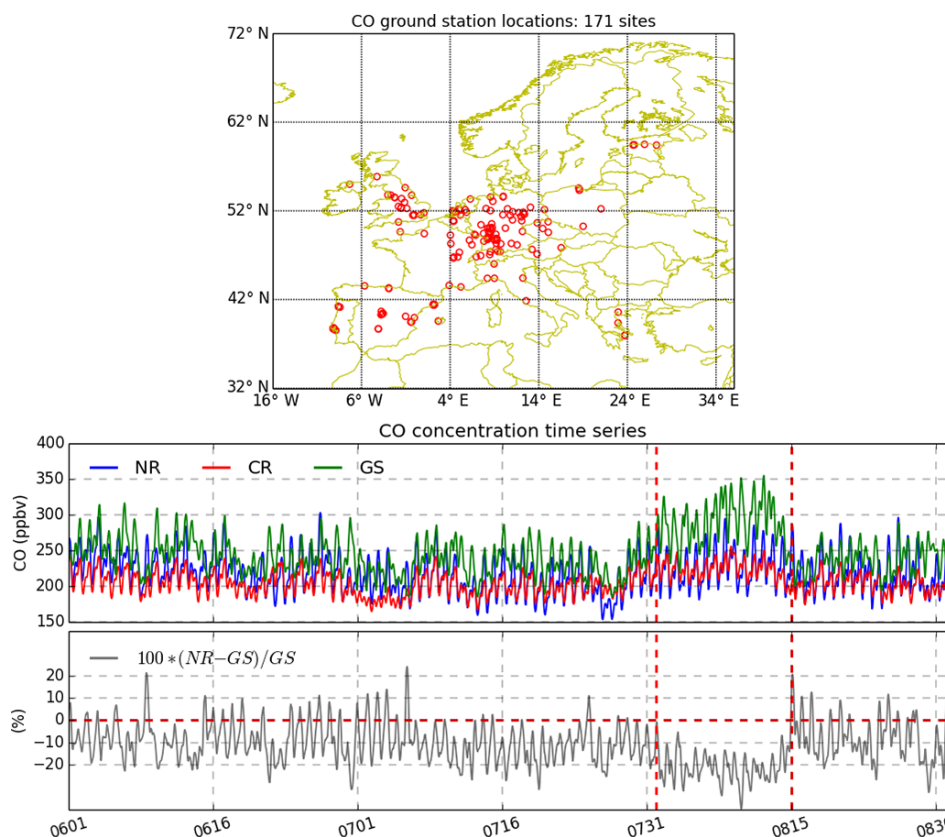 CO ground station locations: 171 sites
72° N
62° N
52° N
42° N
32° N
16° W 6° W 4° E 14° E 24° E 34° E
CO concentration time series
400
350
300
250
200
150
CO (ppbv)
NR CR GS
100 ∗ (NR−GS)/GS
20
10
0
−10
−20
(%)
0601 0616 0701 0716 0731 0815 0830